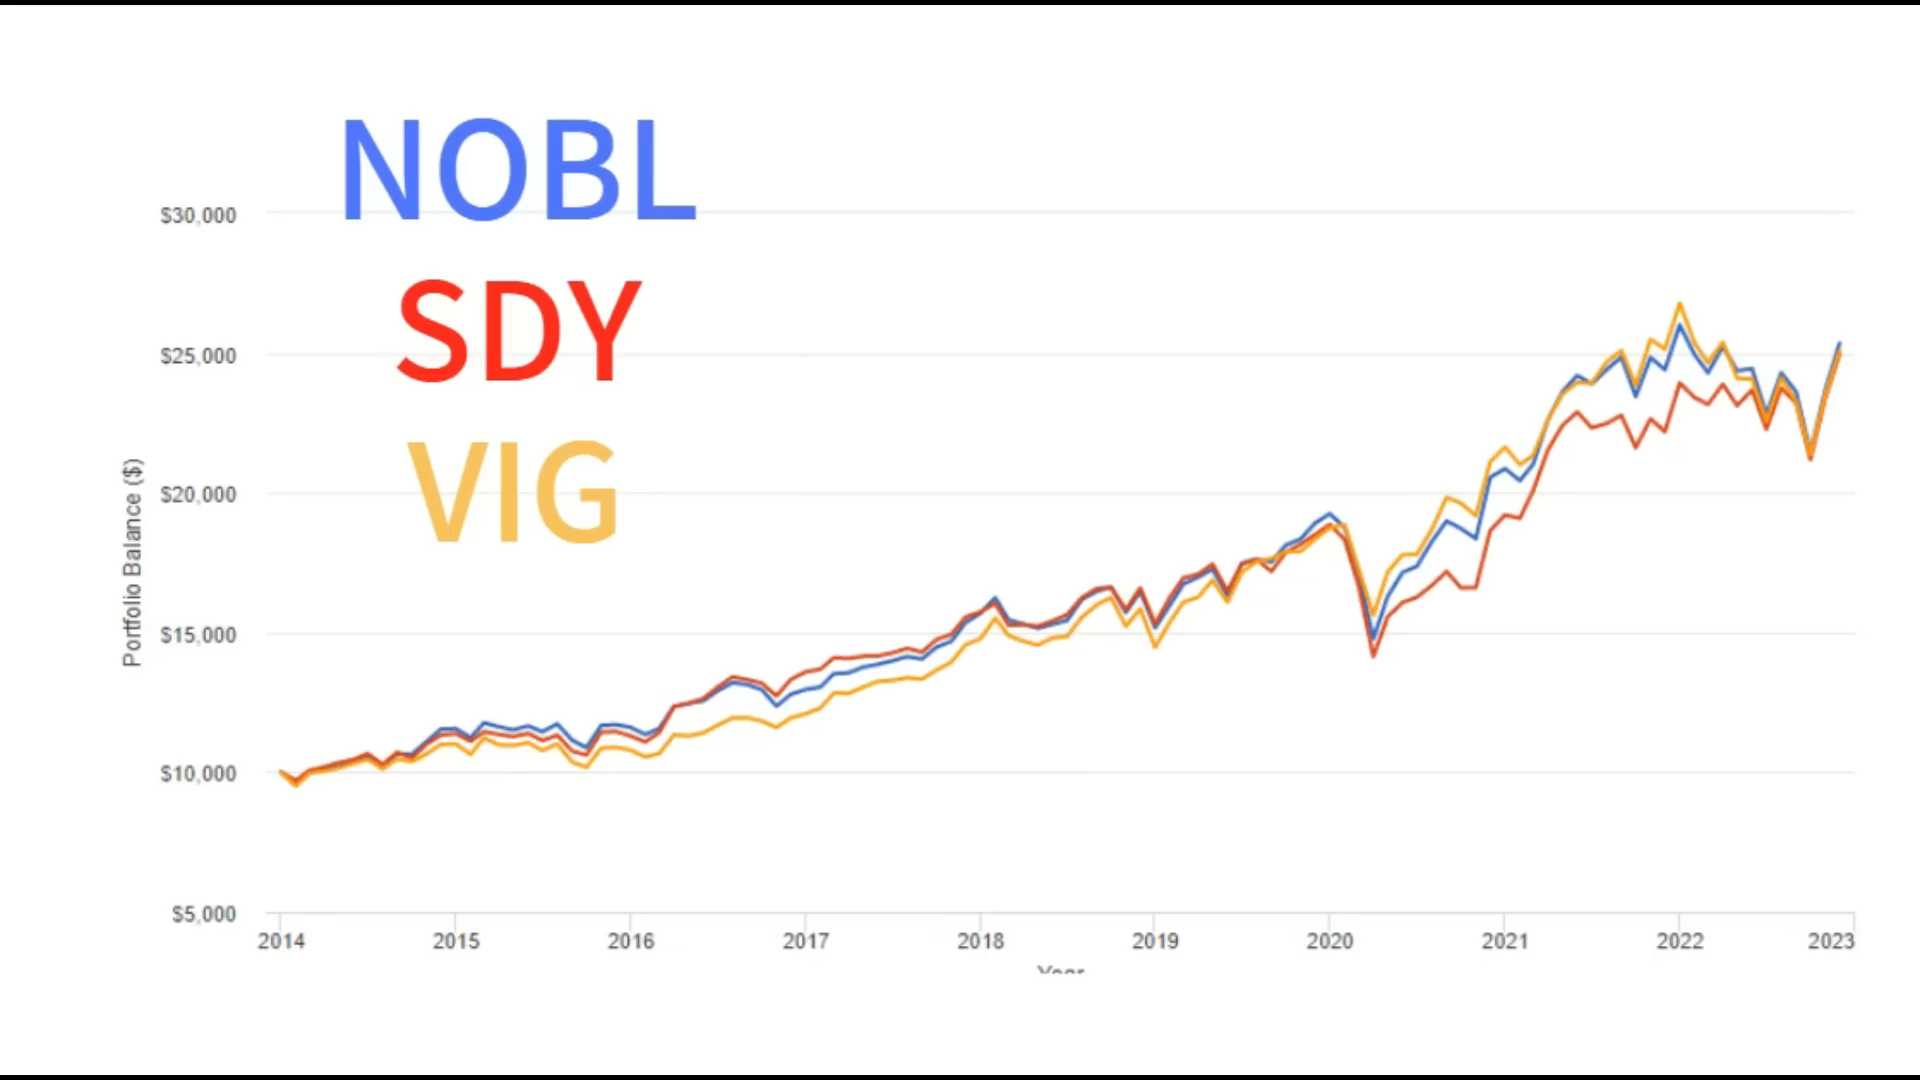 NOBL
SDY
VIG
$30,000
$25,000
$20,000
$15,000
$10,000
$5,000
Portfolio Balance ($)
2014 2015 2016 2017 2018 2019 2020 2021 2022 2023
Year